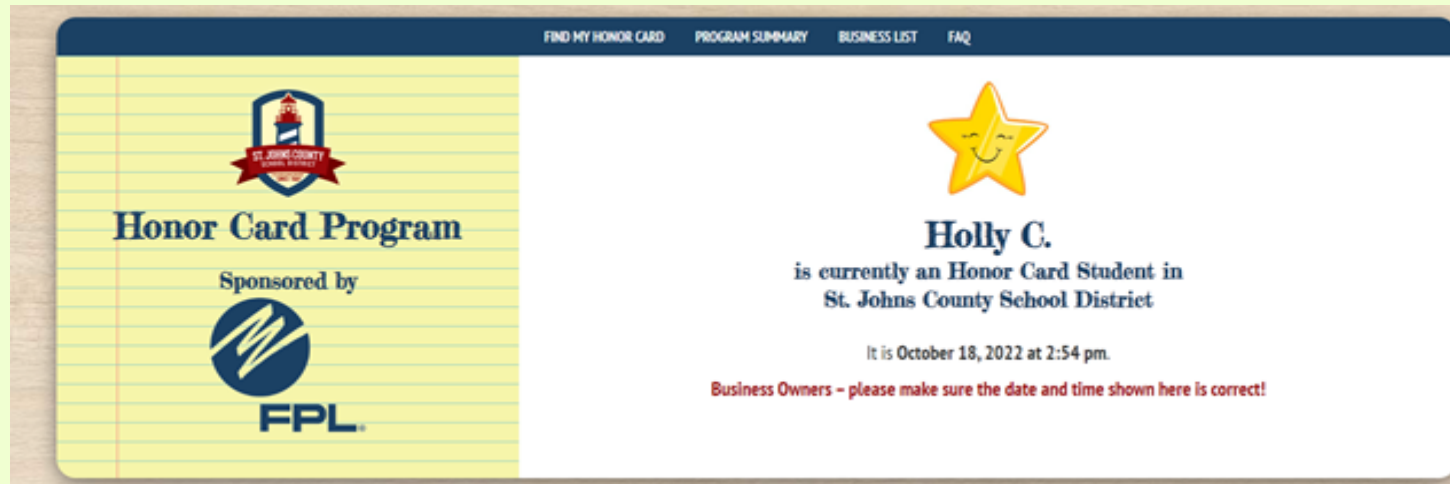 FIND MY HONOR CARD PROGRAM SUMMARY BUSINESS LIST FAQ
ST. JOHNS COUNTY
SCHOOL DISTRICT
Honor Card Program
Sponsored by
FPL
Holly C.
is currently an Honor Card Student in
St. Johns County School District
It is October 18, 2022 at 2:54 pm.
Business Owners – please make sure the date and time shown here is correct!